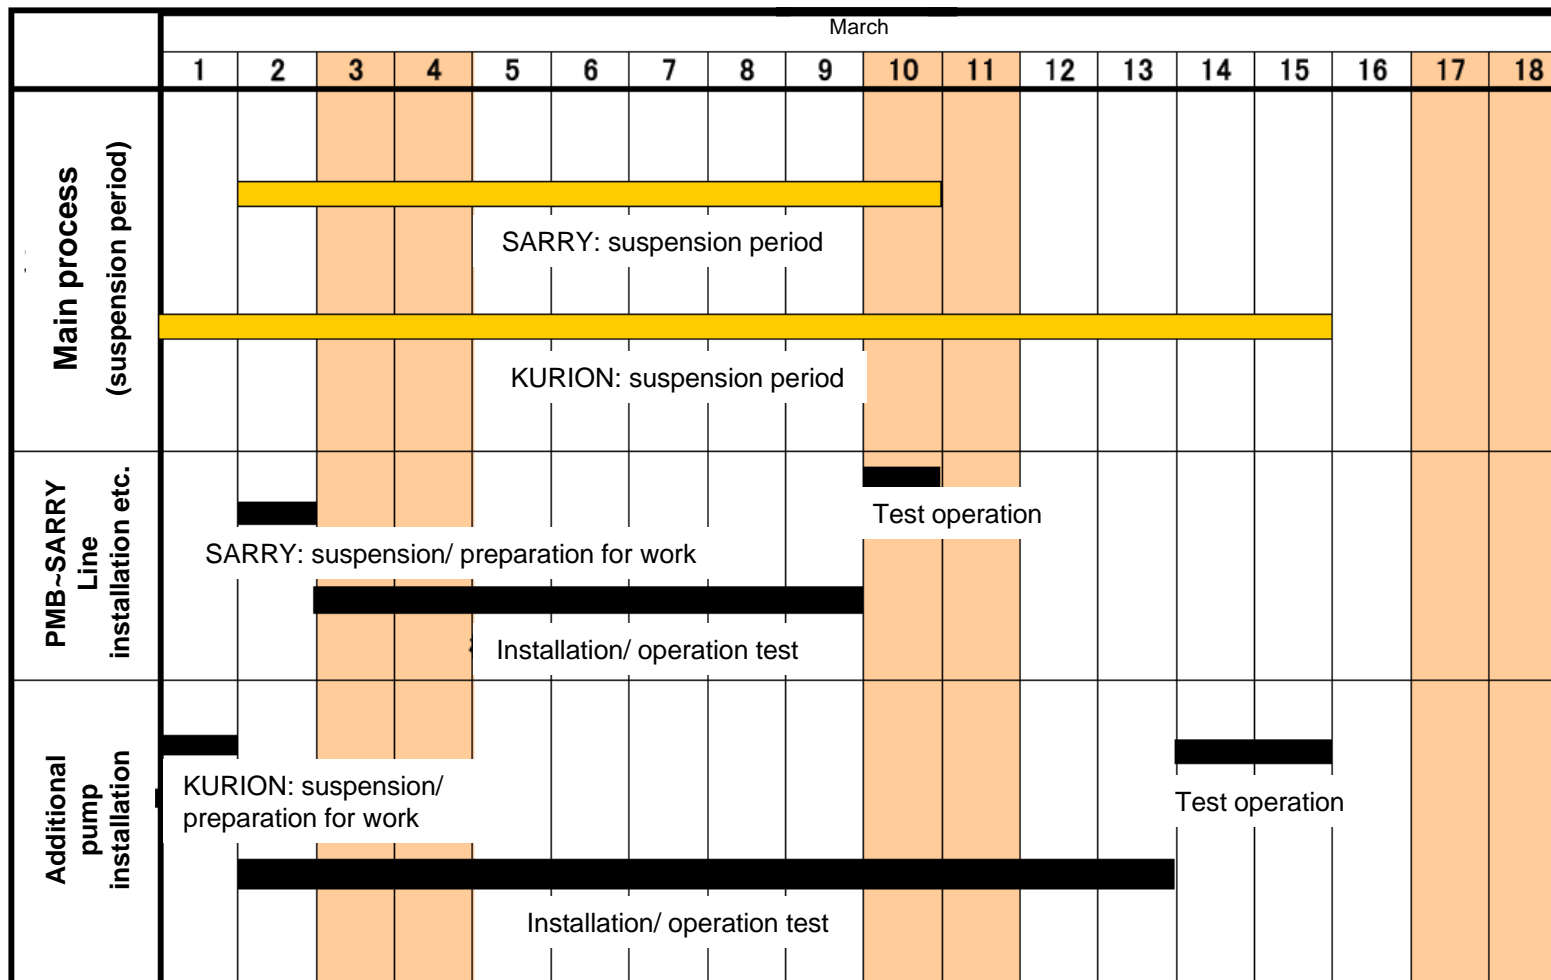 March
1 2 3 4 5 6 7 8 9 10 11 12 13 14 15 16 17 18
Main process
(suspension period)
SARRY: suspension period
KURION: suspension period
PMB~SARRY
Line
installation etc.
Test operation
SARRY: suspension/ preparation for work
Installation/ operation test
Additional
pump
installation
KURION: suspension/
preparation for work
Test operation
Installation/ operation test